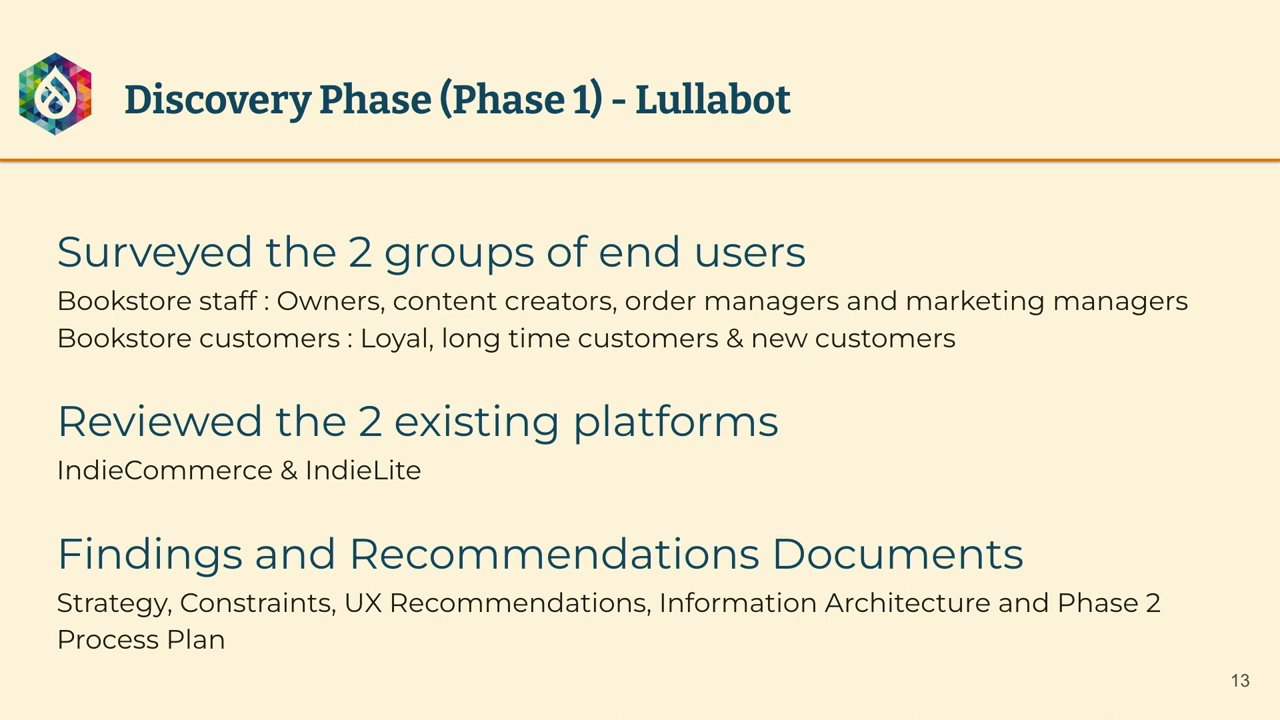 Discovery Phase (Phase 1) - Lullabot
Surveyed the 2 groups of end users
Bookstore staff : Owners, content creators, order managers and marketing managers
Bookstore customers : Loyal, long time customers & new customers
Reviewed the 2 existing platforms
IndieCommerce & IndieLite
Findings and Recommendations Documents
Strategy, Constraints, UX Recommendations, Information Architecture and Phase 2
Process Plan
13